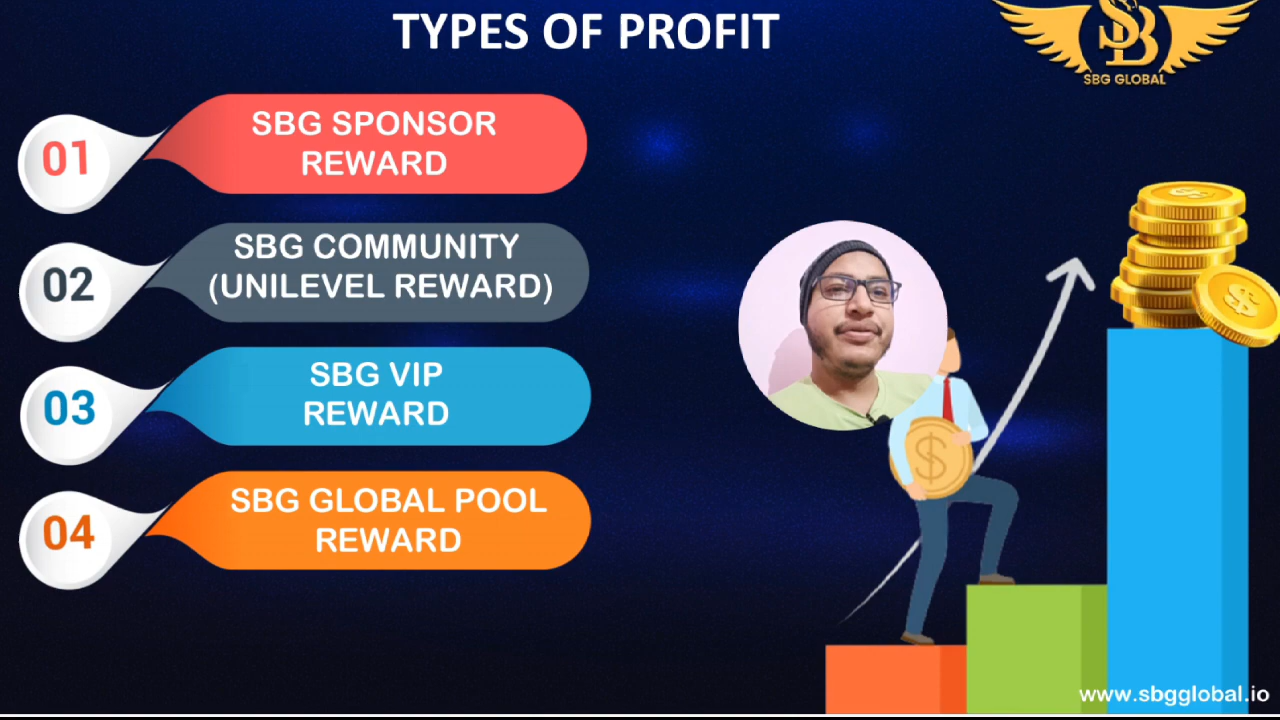 TYPES OF PROFIT
SB
SBG GLOBAL
01
SBG SPONSOR
REWARD
02
SBG COMMUNITY
(UNILEVEL REWARD)
03
SBG VIP
REWARD
04
SBG GLOBAL POOL
REWARD
$
$
$
www.sbgglobal.io